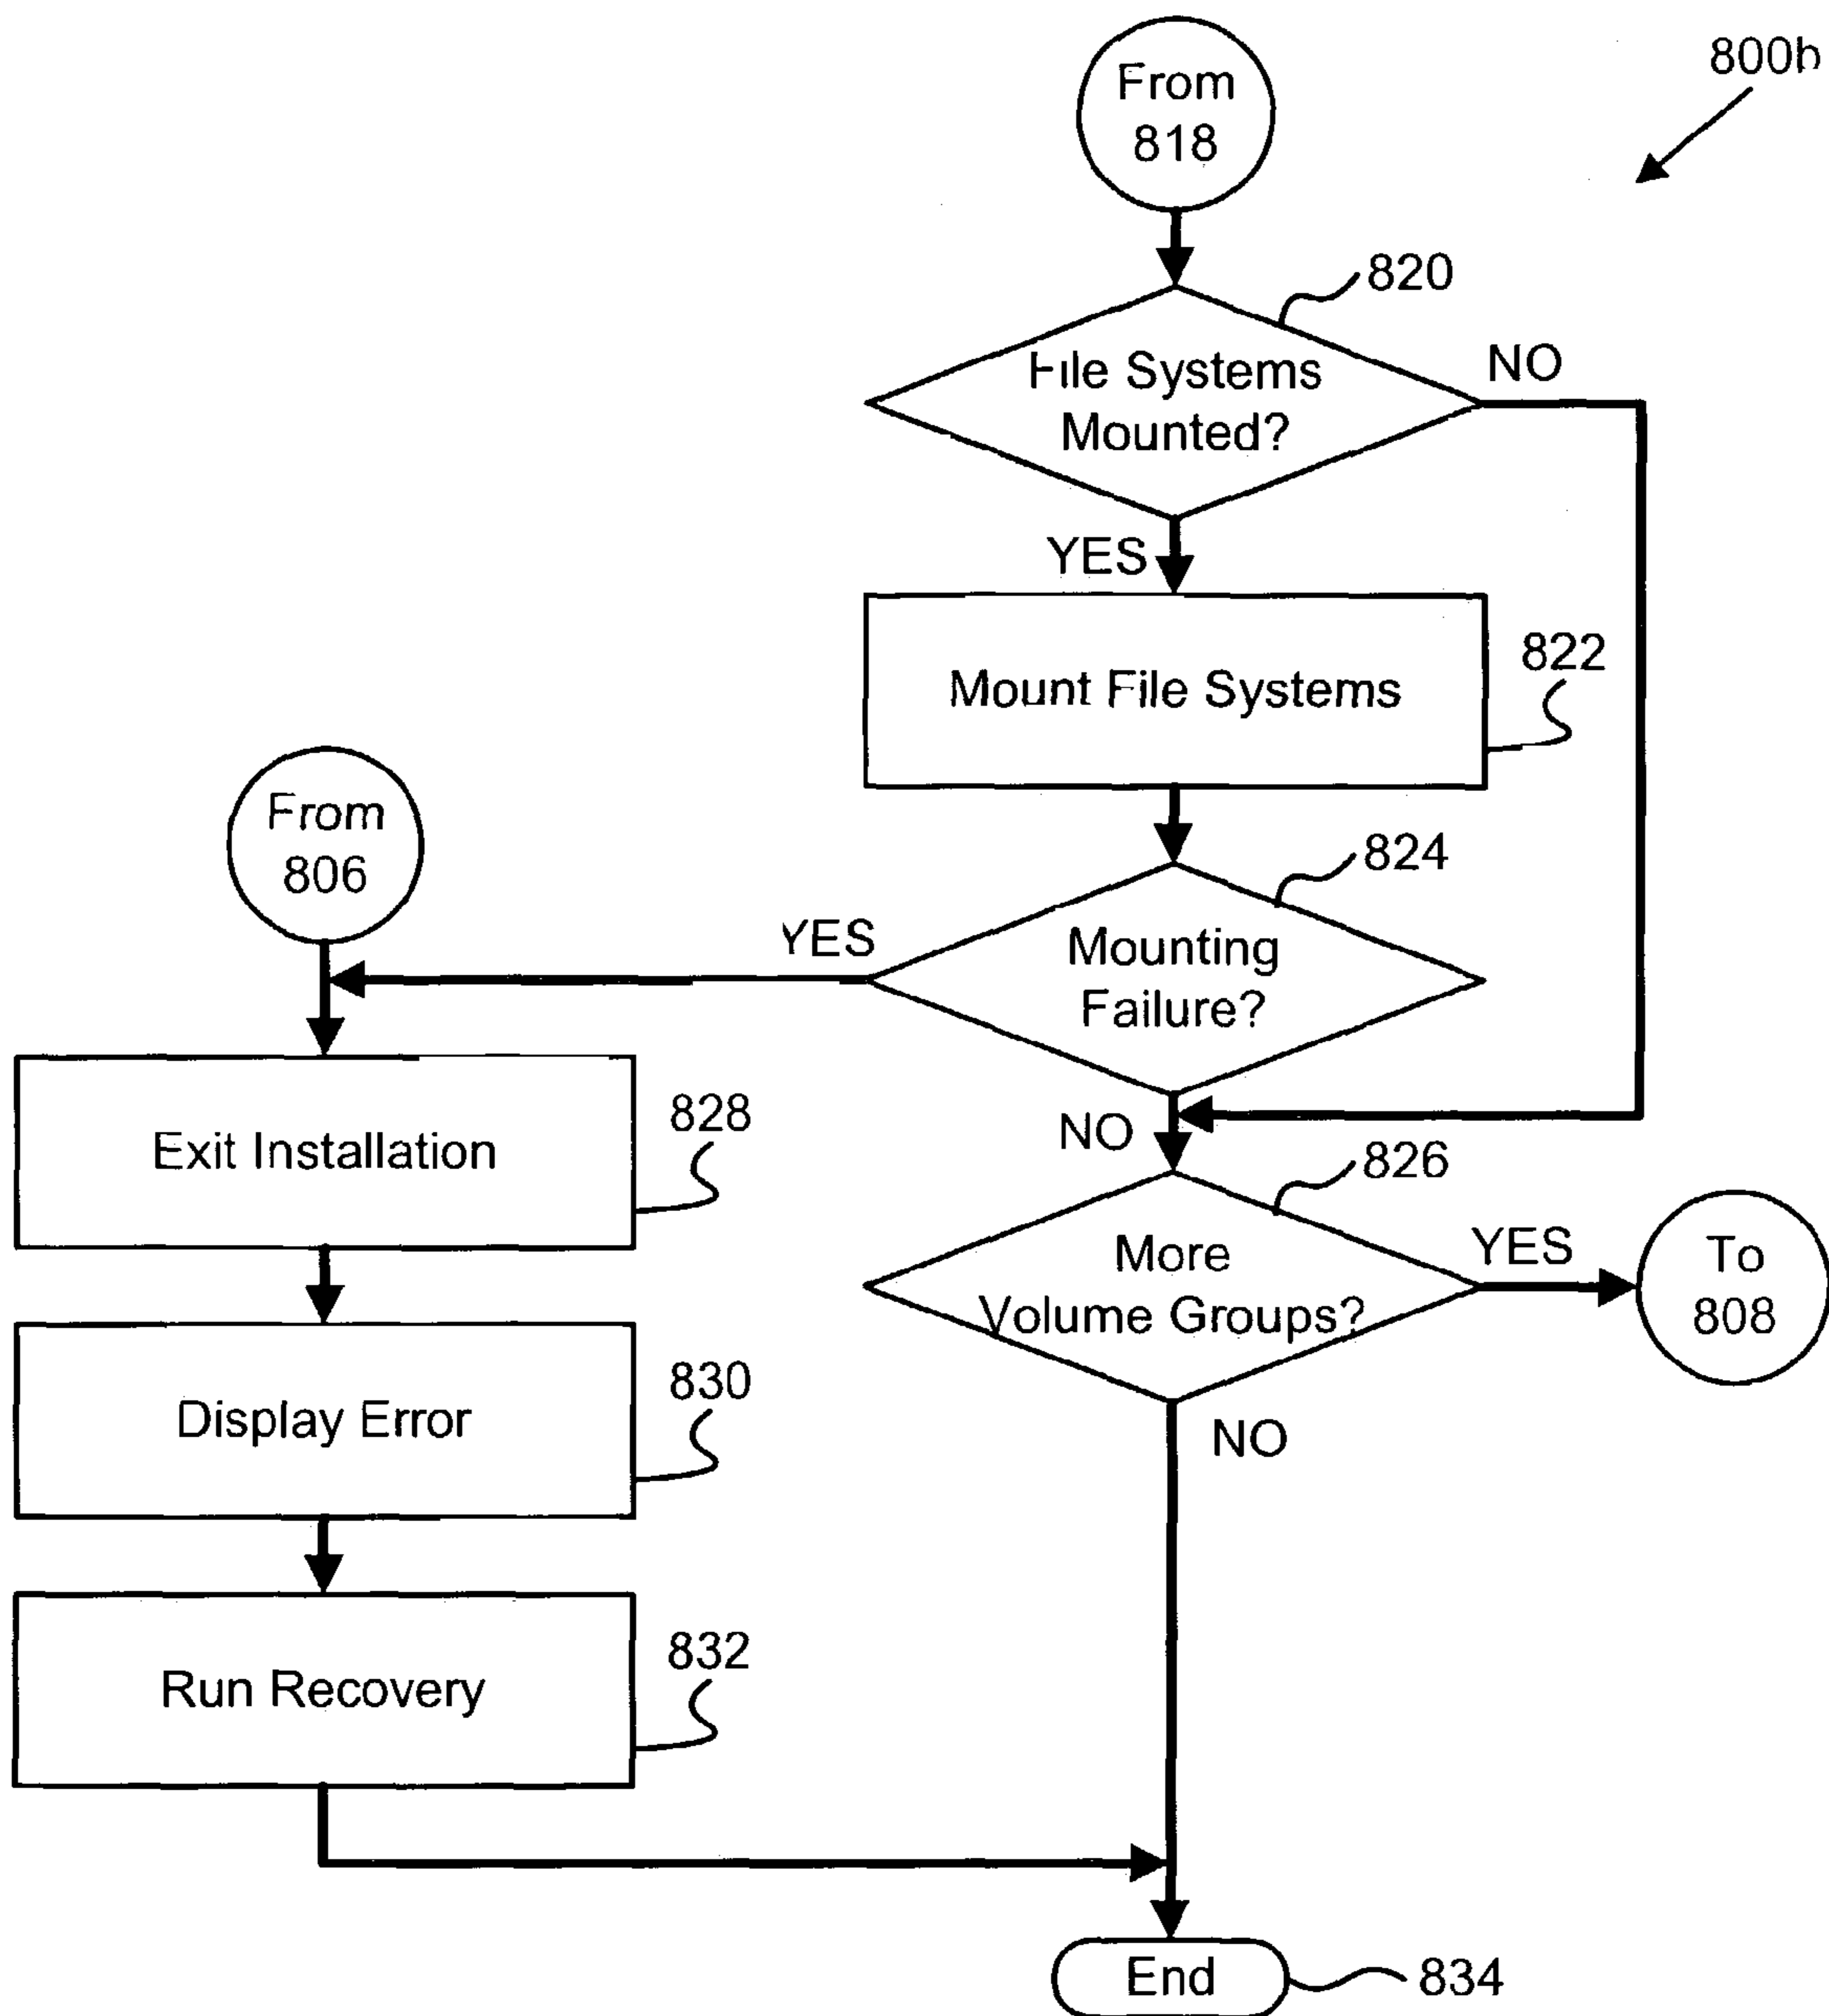 800b
From
818
820
File Systems
Mounted?
NO
YES
Mount File Systems
822
From
806
824
Mounting
Failure?
YES
NO
Exit Installation
828
826
More
Volume Groups?
YES
To
808
NO
Display Error
830
Run Recovery
832
End
834